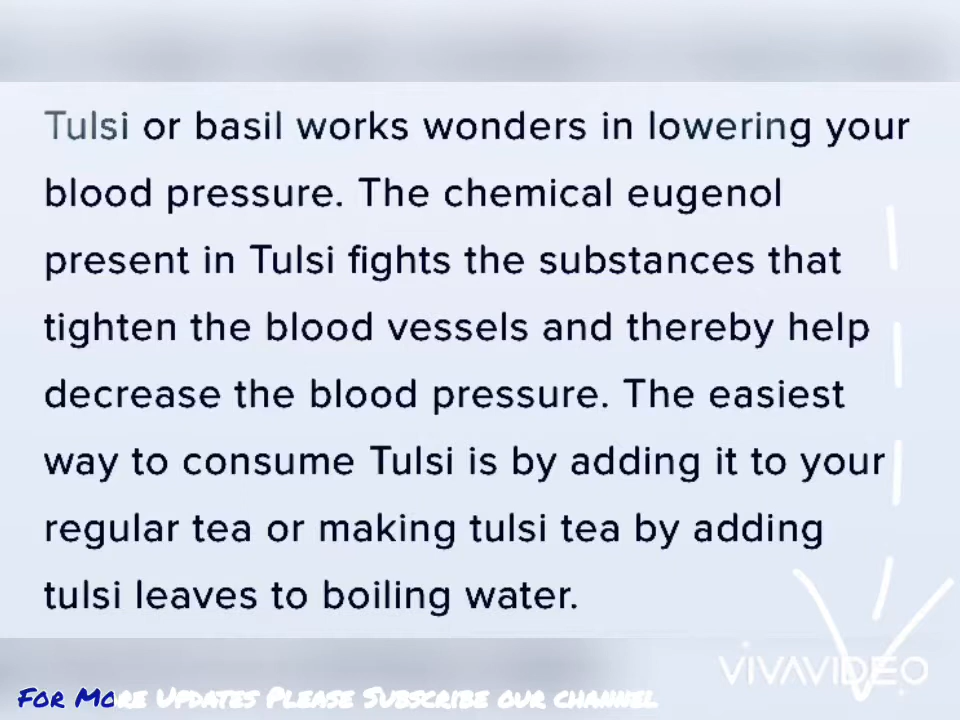 Tulsi or basil works wonders in lowering your
blood pressure. The chemical eugenol
present in Tulsi fights the substances that
tighten the blood vessels and thereby help
decrease the blood pressure. The easiest
way to consume Tulsi is by adding it to your
regular tea or making tulsi tea by adding
tulsi leaves to boiling water.
VIVAVIDEO
For More Updates Please Subscribe our channel